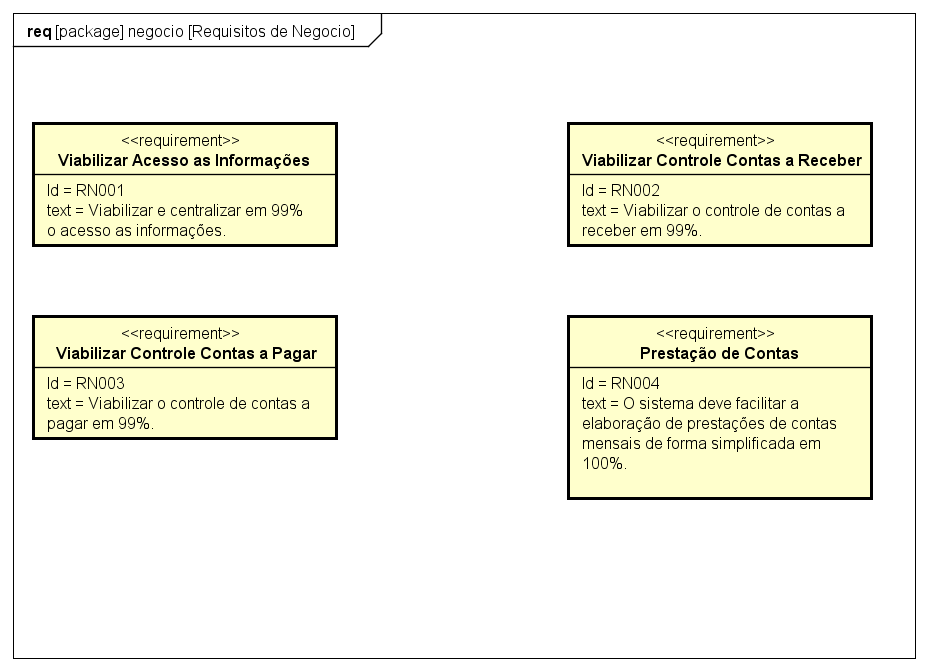 req [package] negocio [Requisitos de Negocio]
<<requirement>>
Viabilizar Acesso as Informações
Id = RN001
text = Viabilizar e centralizar em 99%
o acesso as informações.
<<requirement>>
Viabilizar Controle Contas a Receber
Id = RN002
text = Viabilizar o controle de contas a
receber em 99%.
<<requirement>>
Viabilizar Controle Contas a Pagar
Id = RN003
text = Viabilizar o controle de contas a
pagar em 99%.
<<requirement>>
Prestação de Contas
Id = RN004
text = O sistema deve facilitar a
elaboração de prestações de contas
mensais de forma simplificada em
100%.